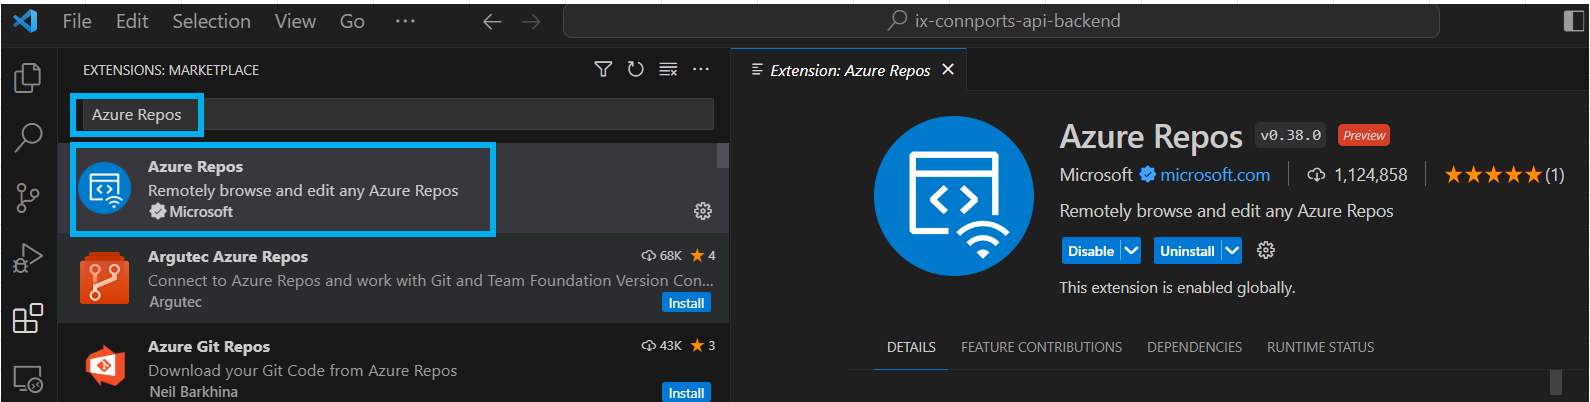 File Edit Selection View Go ···
ix-connports-api-backend
EXTENSIONS: MARKETPLACE
Azure Repos
Azure Repos
Remotely browse and edit any Azure Repos
Microsoft
Argutec Azure Repos 68K 4
Connect to Azure Repos and work with Git and Team Foundation Version Con...
Argutec Install
Azure Git Repos 43K 3
Download your Git Code from Azure Repos
Neil Barkhina Install
Extension: Azure Repos
Azure Repos v0.38.0 Preview
Microsoft microsoft.com 1,124,858 (1)
Remotely browse and edit any Azure Repos
Disable Uninstall
This extension is enabled globally.
DETAILS FEATURE CONTRIBUTIONS DEPENDENCIES RUNTIME STATUS